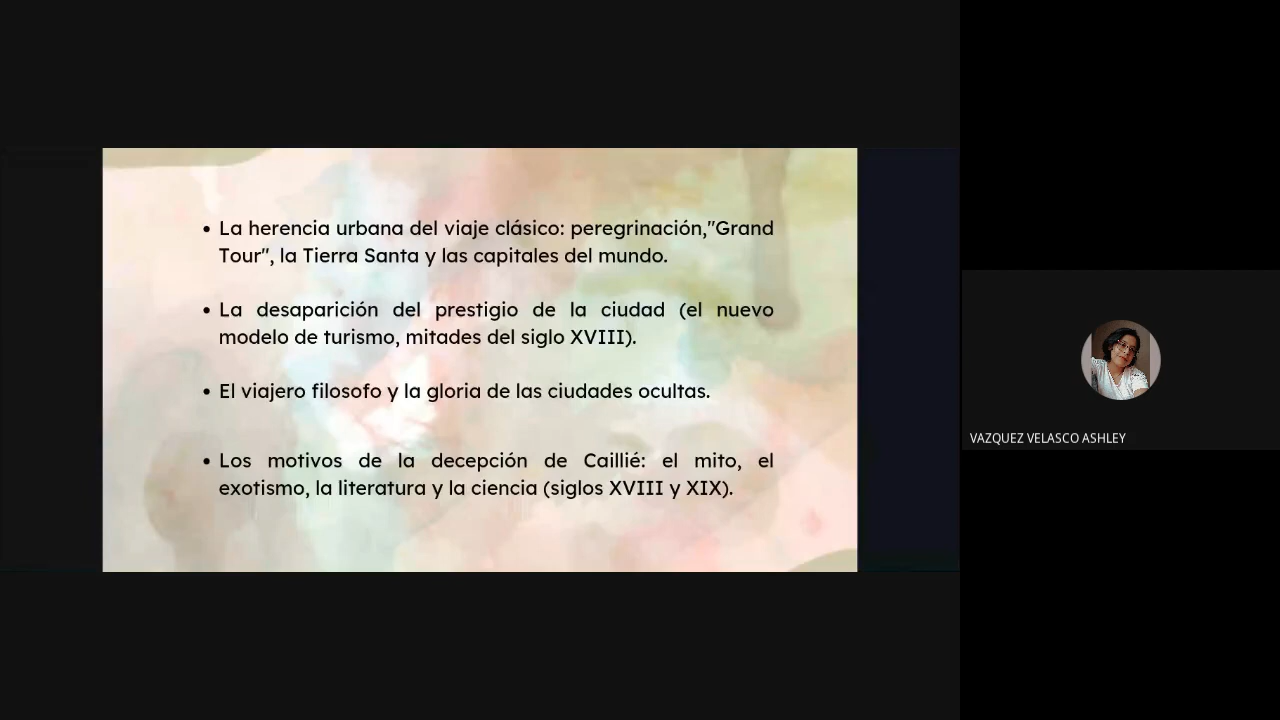 • La herencia urbana del viaje clásico: peregrinación,"Grand
Tour", la Tierra Santa y las capitales del mundo.
• La desaparición del prestigio de la ciudad (el nuevo
modelo de turismo, mitades del siglo XVIII).
• El viajero filosofo y la gloria de las ciudades ocultas.
• Los motivos de la decepción de Caillié: el mito, el
exotismo, la literatura y la ciencia (siglos XVIII y XIX).
VAZQUEZ VELASCO ASHLEY